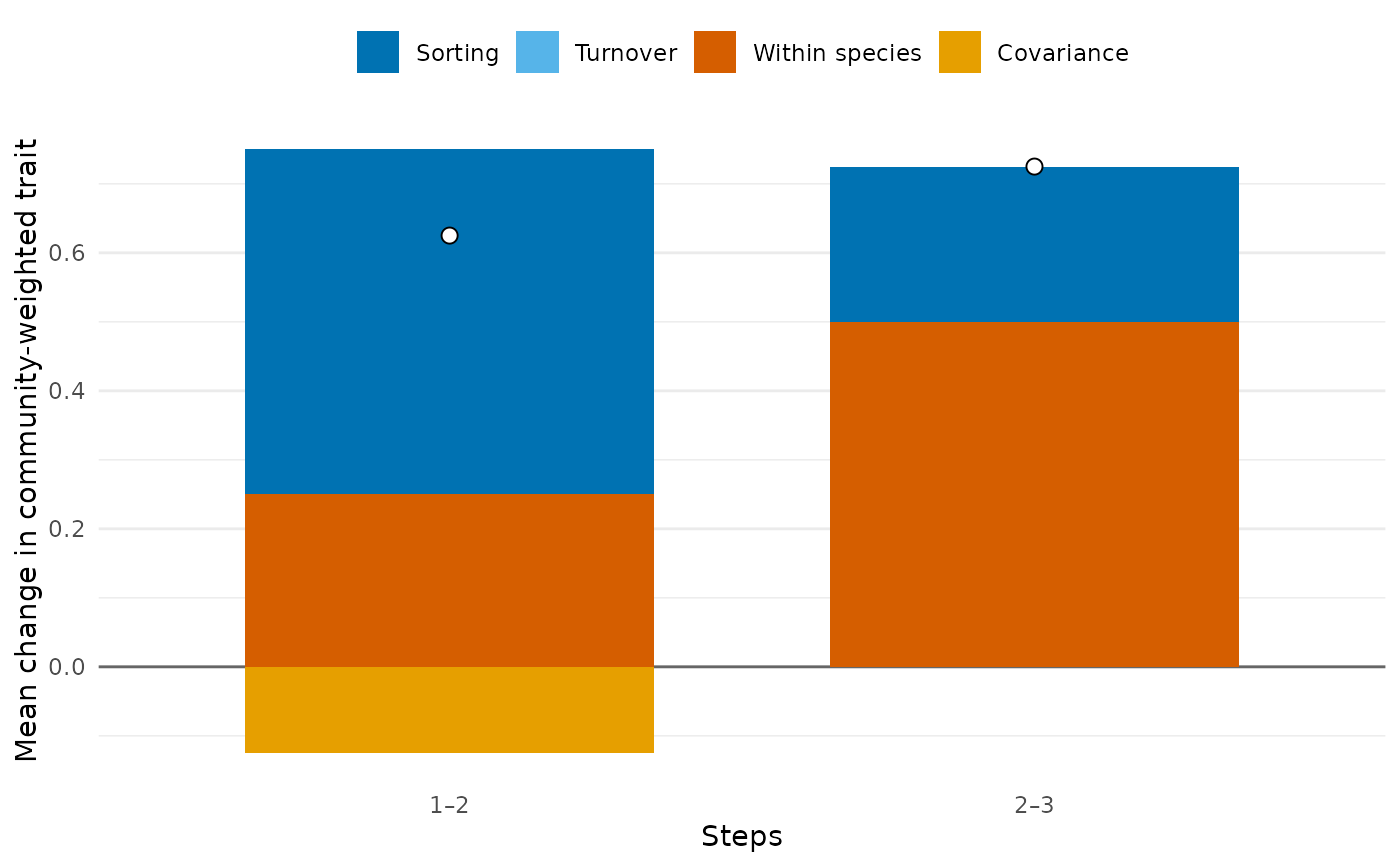 Sorting Turnover Within species Covariance
Mean change in community-weighted trait
0.6
0.4
0.2
0.0
1–2 2–3
Steps